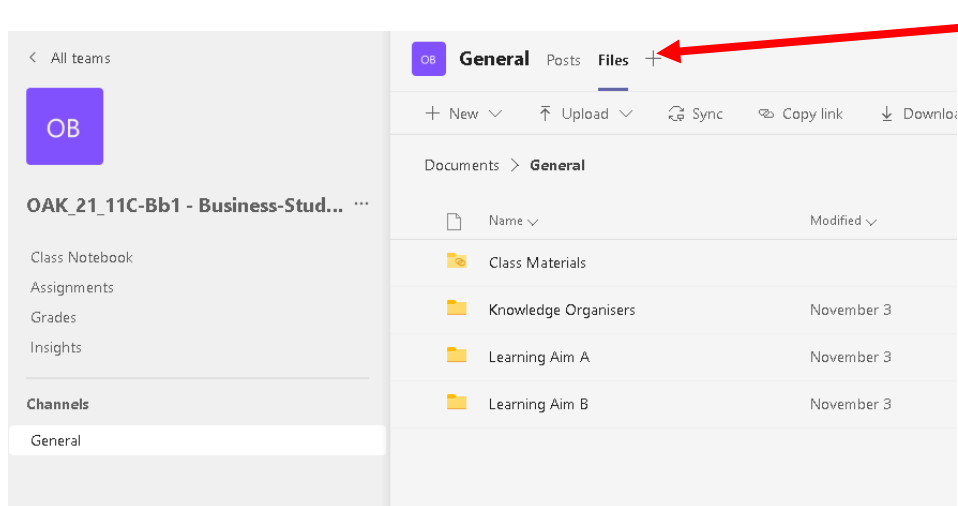 All teams
OB
OAK_21_11C-Bb1 - Business-Stud... ...
Class Notebook
Assignments
Grades
Insights
Channels
General
OB General Posts Files
New Upload Sync Copy link Downloa
Documents > General
Name Modified
Class Materials
Knowledge Organisers November 3
Learning Aim A November 3
Learning Aim B November 3